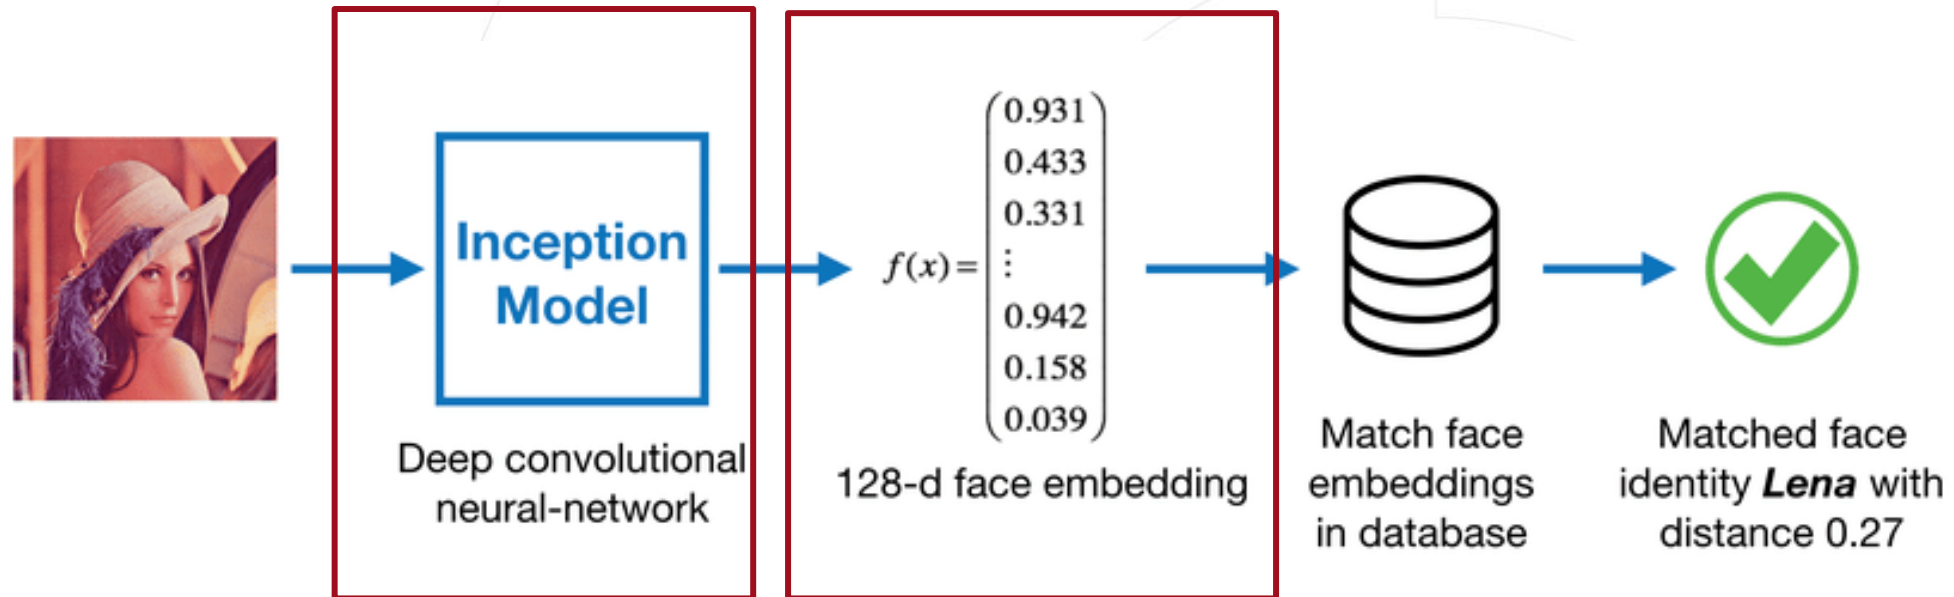 Inception
Model
Deep convolutional
neural-network
f(x) =
0.931
0.433
0.331
⋮
0.942
0.158
0.039
128-d face embedding
Match face
embeddings
in database
Matched face
identity Lena with
distance 0.27